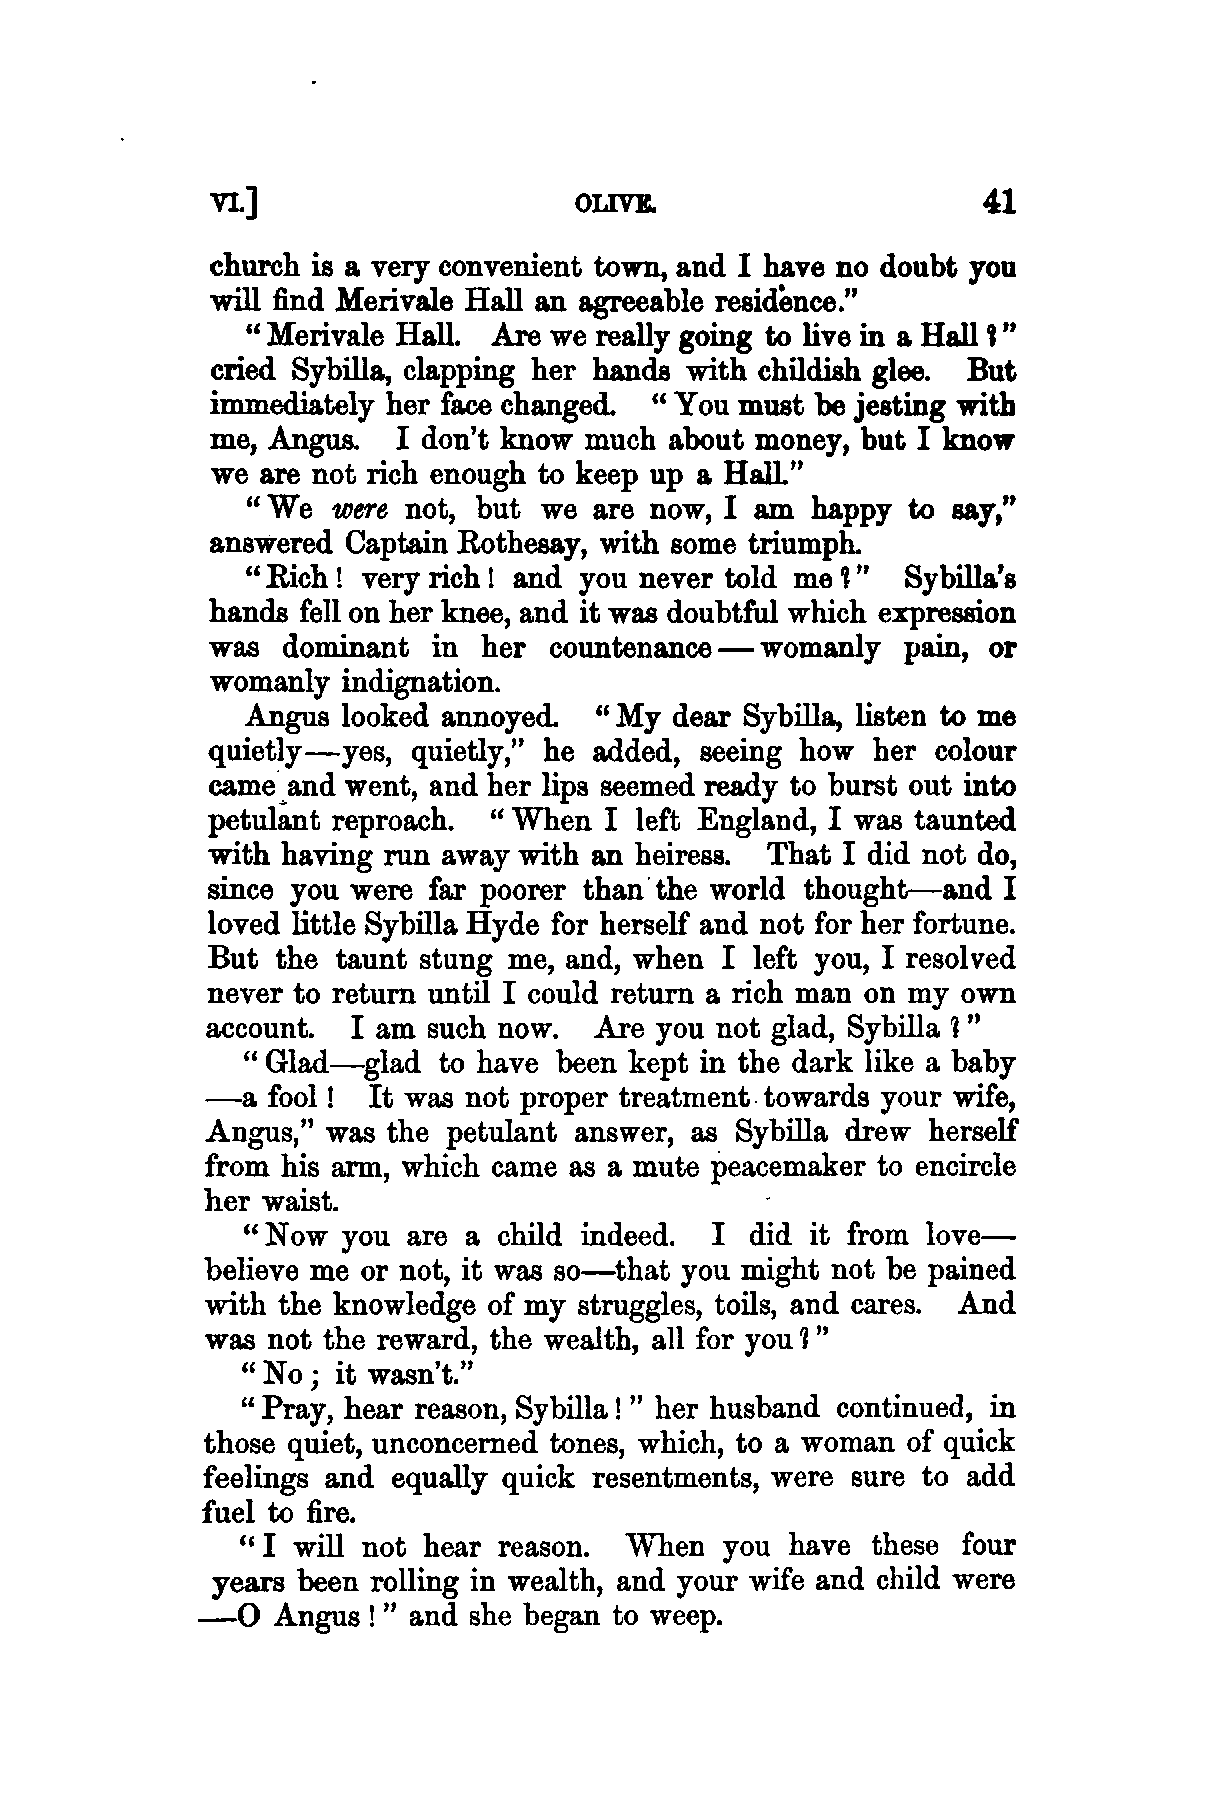 VI.] OLIVE. 41
church is a very convenient town, and I have no doubt you
will find Merivale Hall an agreeable residence."
"Merivale Hall. Are we really going to live in a Hall?"
cried Sybilla, clapping her hands with childish glee. But
immediately her face changed. "You must be jesting with
me, Angus. I don't know much about money, but I know
we are not rich enough to keep up a Hall."
"We were not, but we are now, I am happy to say,"
answered Captain Rothesay, with some triumph.
"Rich! very rich! and you never told me?" Sybilla's
hands fell on her knee, and it was doubtful which expression
was dominant in her countenance—womanly pain, or
womanly indignation.
Angus looked annoyed. "My dear Sybilla, listen to me
quietly—yes, quietly," he added, seeing how her colour
came and went, and her lips seemed ready to burst out into
petulant reproach. "When I left England, I was taunted
with having run away with an heiress. That I did not do,
since you were far poorer than the world thought—and I
loved little Sybilla Hyde for herself and not for her fortune.
But the taunt stung me, and, when I left you, I resolved
never to return until I could return a rich man on my own
account. I am such now. Are you not glad, Sybilla?"
"Glad—glad to have been kept in the dark like a baby
—a fool! It was not proper treatment towards your wife,
Angus," was the petulant answer, as Sybilla drew herself
from his arm, which came as a mute peacemaker to encircle
her waist.
"Now you are a child indeed. I did it from love—
believe me or not, it was so—that you might not be pained
with the knowledge of my struggles, toils, and cares. And
was not the reward, the wealth, all for you?"
"No; it wasn't."
"Pray, hear reason, Sybilla!" her husband continued, in
those quiet, unconcerned tones, which, to a woman of quick
feelings and equally quick resentments, were sure to add
fuel to fire.
"I will not hear reason. When you have these four
years been rolling in wealth, and your wife and child were
—O Angus!" and she began to weep.